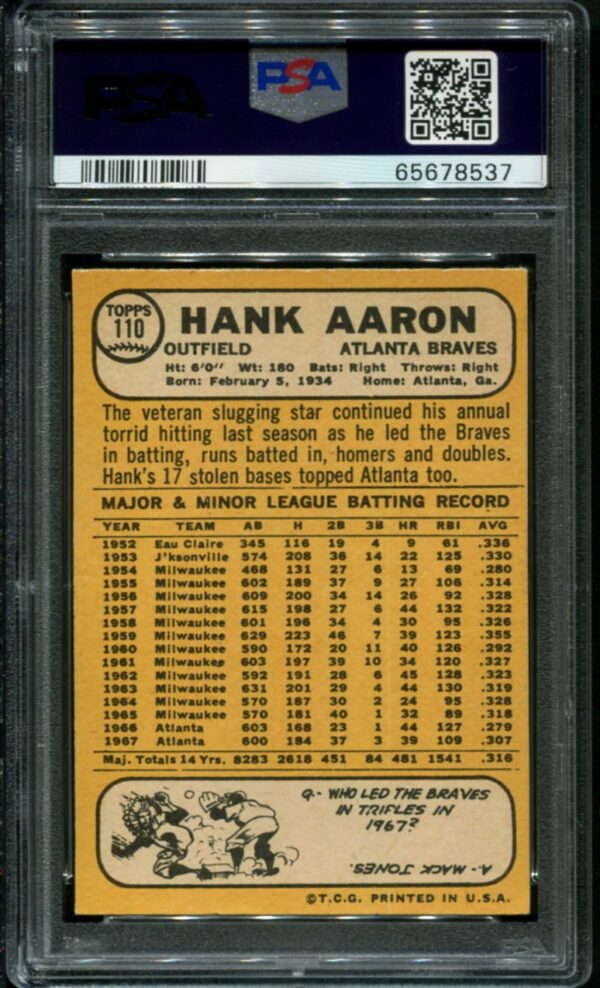 PSA
PSA
65678537
TOPPS
110
HANK AARON
OUTFIELD ATLANTA BRAVES
Ht: 6'0" Wt: 180 Bats: Right Throws: Right
Born: February 5, 1934 Home: Atlanta, Ga.
The veteran slugging star continued his annual
torrid hitting last season as he led the Braves
in batting, runs batted in, homers and doubles.
Hank's 17 stolen bases topped Atlanta too.
MAJOR & MINOR LEAGUE BATTING RECORD
YEAR TEAM AB H 2B 3B HR RBI AVG
1952 Eau Claire 345 116 19 4 9 61 .336
1953 J'ksonville 574 208 36 14 22 125 .330
1954 Milwaukee 468 131 27 6 13 69 .280
1955 Milwaukee 602 189 37 9 27 106 .314
1956 Milwaukee 609 200 34 14 26 92 .328
1957 Milwaukee 615 198 27 6 44 132 .322
1958 Milwaukee 601 196 34 4 30 95 .326
1959 Milwaukee 629 223 46 7 39 123 .355
1960 Milwaukee 590 172 20 11 40 126 .292
1961 Milwaukee 603 197 39 10 34 120 .327
1962 Milwaukee 592 191 28 6 45 128 .323
1963 Milwaukee 631 201 29 4 44 130 .319
1964 Milwaukee 570 187 30 2 24 95 .328
1965 Milwaukee 570 181 40 1 32 89 .318
1966 Atlanta 603 168 23 1 44 127 .279
1967 Atlanta 600 184 37 3 39 109 .307
Maj. Totals 14 Yrs. 8283 2618 451 84 481 1541 .316
Q.- WHO LED THE BRAVES
IN TRIFLES IN
1967?
A. MACK JONES.
©T.C.G. PRINTED IN U.S.A.
PSA